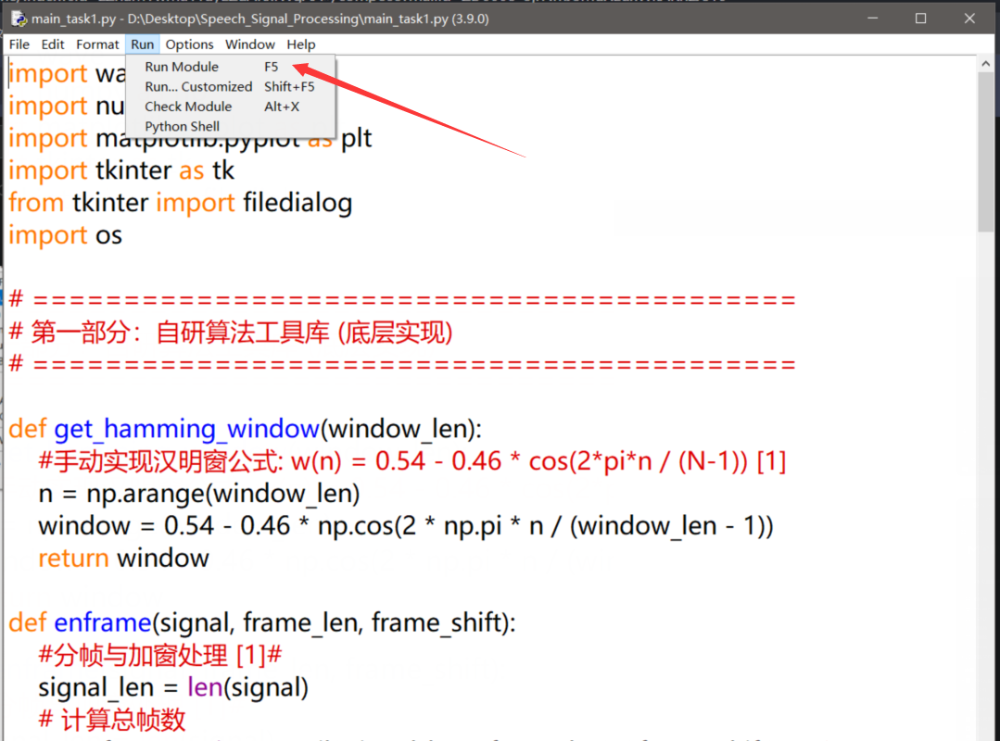 main_task1.py - D:\Desktop\Speech_Signal_Processing\main_task1.py (3.9.0)
File Edit Format Run Options Window Help
Run Module F5
Run... Customized Shift+F5
Check Module Alt+X
Python Shell
import wa
import nu
import matplotlib.pyplot as plt
import tkinter as tk
from tkinter import filedialog
import os
# ==========================================
# 第一部分：自研算法工具库 (底层实现)
# ==========================================
def get_hamming_window(window_len):
#手动实现汉明窗公式: w(n) = 0.54 - 0.46 * cos(2*pi*n / (N-1)) [1]
n = np.arange(window_len)
window = 0.54 - 0.46 * np.cos(2 * np.pi * n / (window_len - 1))
return window
def enframe(signal, frame_len, frame_shift):
#分帧与加窗处理 [1]#
signal_len = len(signal)
# 计算总帧数